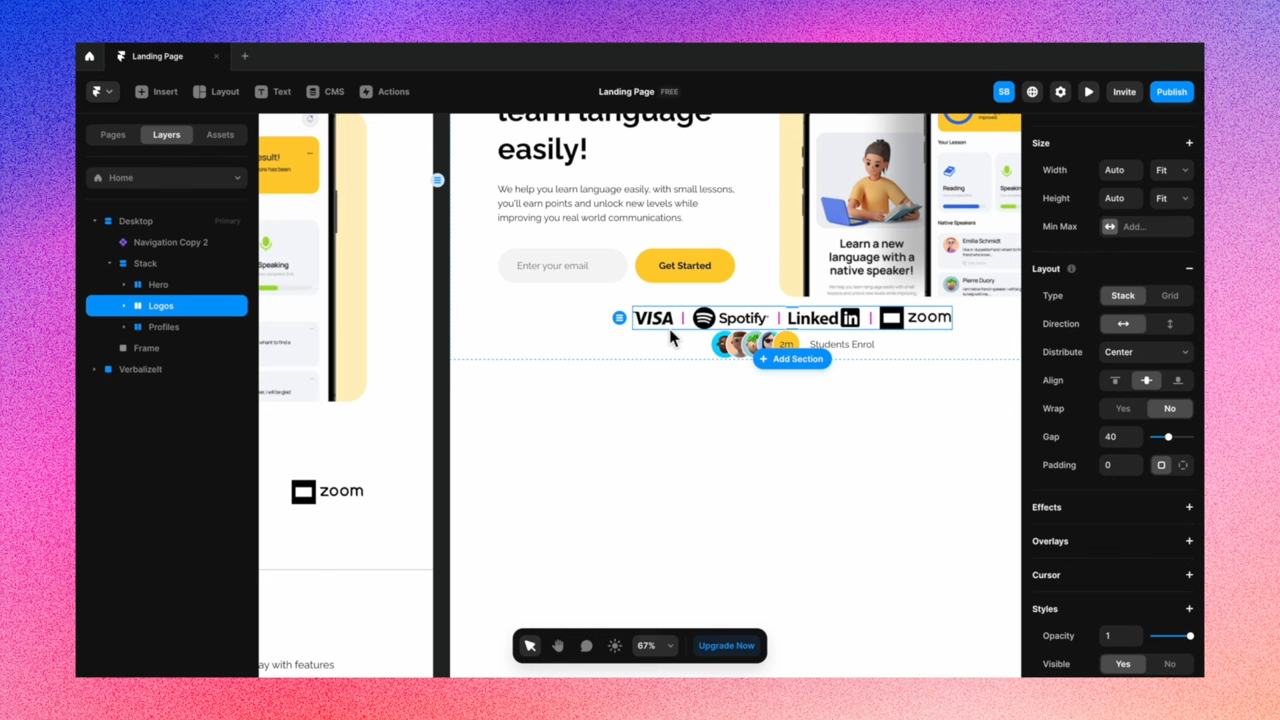 Landing Page
Insert
Layout
Text
CMS
Actions
Landing Page FREE
SB
Invite
Publish
Pages
Layers
Assets
Home
Desktop
Primary
Navigation Copy 2
Stack
Hero
Logos
Profiles
Frame
VerbalizeIt
esult!
Speaking
zoom
ay with features
learn language
easily!
We help you learn language easily, with small lessons,
you'll earn points and unlock new levels while
improving you real world communications.
Enter your email
Get Started
Learn a new
language with a
native speaker!
improved.
Your Lesson
Reading
Speakin
Native Speakers
Emilia Schmidt
Pierre Duory
VISA
Spotify
Linked in
zoom
2m
Students Enrol
Add Section
67%
Upgrade Now
Size
Width
Auto
Fit
Height
Auto
Fit
Min Max
Add...
Layout
Type
Stack
Grid
Direction
Distribute
Center
Align
Wrap
Yes
No
Gap
40
Padding
0
Effects
Overlays
Cursor
Styles
Opacity
1
Visible
Yes
No